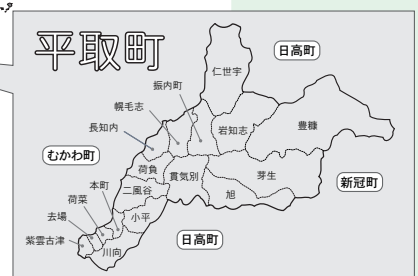 平取町
仁世宇
日高町
振内町
幌毛志
岩知志
豊糠
長知内
むかわ町
荷負
貫気別
芽生
新冠町
本町
二風谷
旭
荷菜
去場
小平
紫雲古津
川向
日高町